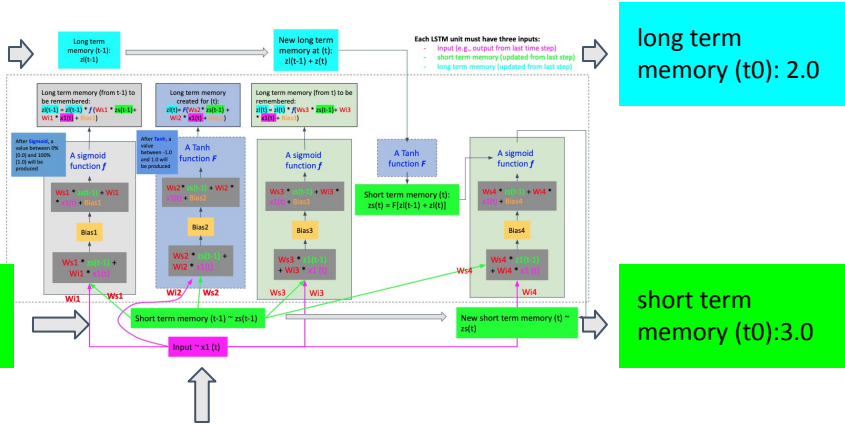 Long term
memory (t-1):
zl(t-1)
New long term
memory at (t):
zl(t-1) + z(t)
Each LSTM unit must have three inputs:
- input (e.g., output from last time step)
- short term memory (updated from last step)
- long term memory (updated from last step)
long term
memory (t0): 2.0
Long term memory (from t-1) to
be remembered:
zl(t-1) = zl(t-1) * f (Ws1 * zs(t-1)+
Wi1 * x1(t) + Bias1)
Long term memory
created for (t):
zl(t)= F(Ws2* zs(t-1) +
Wi2 * x1(t) + Bias2)
Long term memory (from t) to be
remembered:
zl(t) = zl(t) * f(Ws3 * zs(t-1)+ Wi3
* x1(t) + Bias3)
After Sigmoid, a
value between 0%
(0.0) and 100%
(1.0) will be
produced
A sigmoid
function f
After Tanh, a
value
between -1.0
and 1.0 will
be produced
A Tanh
function F
A sigmoid
function f
A Tanh
function F
A sigmoid
function f
Ws1 * zs(t-1) + Wi1
* x1(t) + Bias1
Ws2* zs(t-1) + Wi2 *
x1(t) + Bias2
Ws3 * zs(t-1) + Wi3 *
x1(t) + Bias3
Short term memory (t):
zs(t) = F[zl(t-1) + zl(t)]
Ws4 * zs(t-1) + Wi4 *
x1(t) + Bias4
Bias1
Bias2
Bias3
Bias4
Ws1 * zs(t-1) +
Wi1 * x1(t)
Ws2 * zs(t-1) +
Wi2 * x1(t)
Ws3 * z1(t-1)
+ Wi3 * x1 (t)
Ws4 * z1(t-1)
+ Wi4 * x1 (t)
Wi1
Ws1
Wi2
Ws2
Ws3
Wi3
Ws4
Wi4
Short term memory (t-1) ~ zs(t-1)
New short term memory (t) ~
zs(t)
Input ~ x1 (t)
short term
memory (t0):3.0